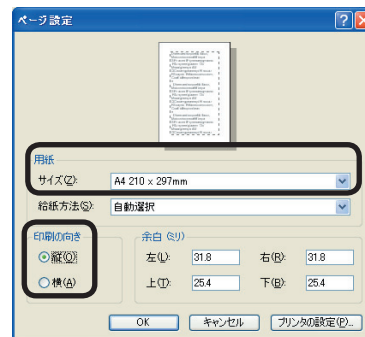 ページ設定
用紙
サイズ(Z): A4 210 x 297mm
給紙方法(S): 自動選択
印刷の向き 余白 (ミリ)
縦(O) 左(L): 31.8 右(R): 31.8
横(A) 上(T): 25.4 下(B): 25.4
OK キャンセル プリンタの設定(P)...